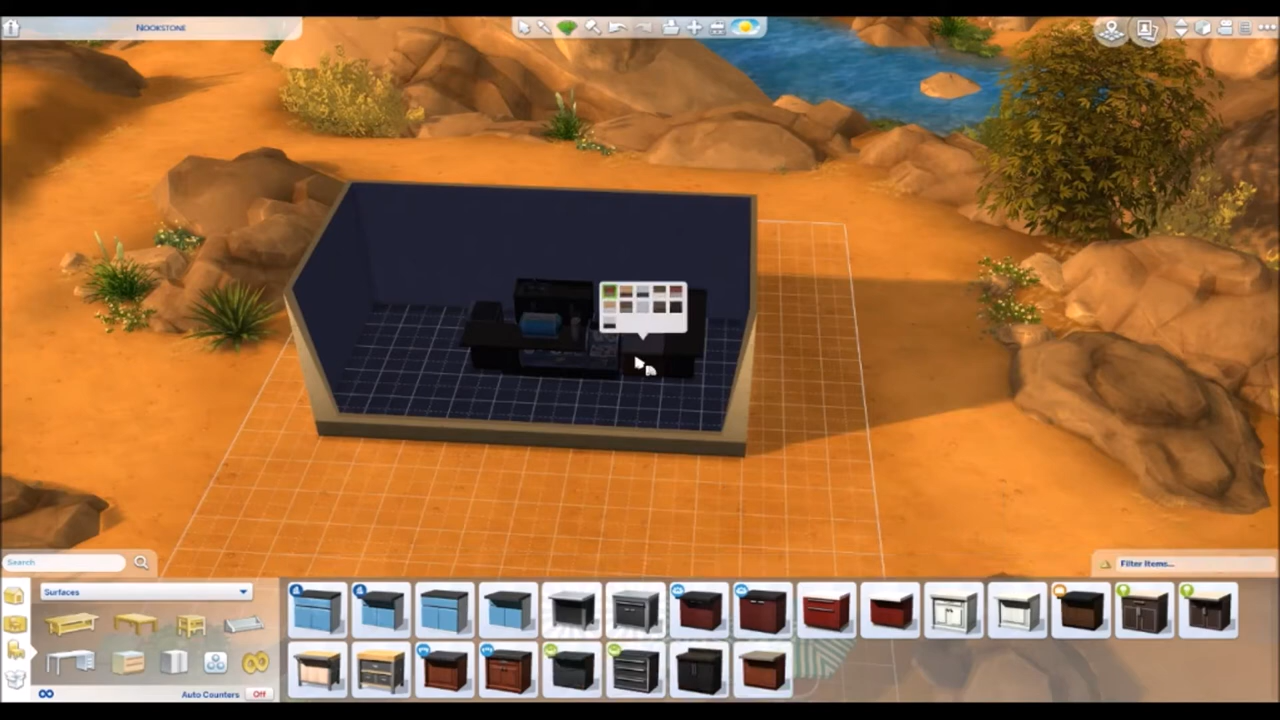 NOOKSTONE
Search
Filter Items...
Surfaces
Auto Counters Off